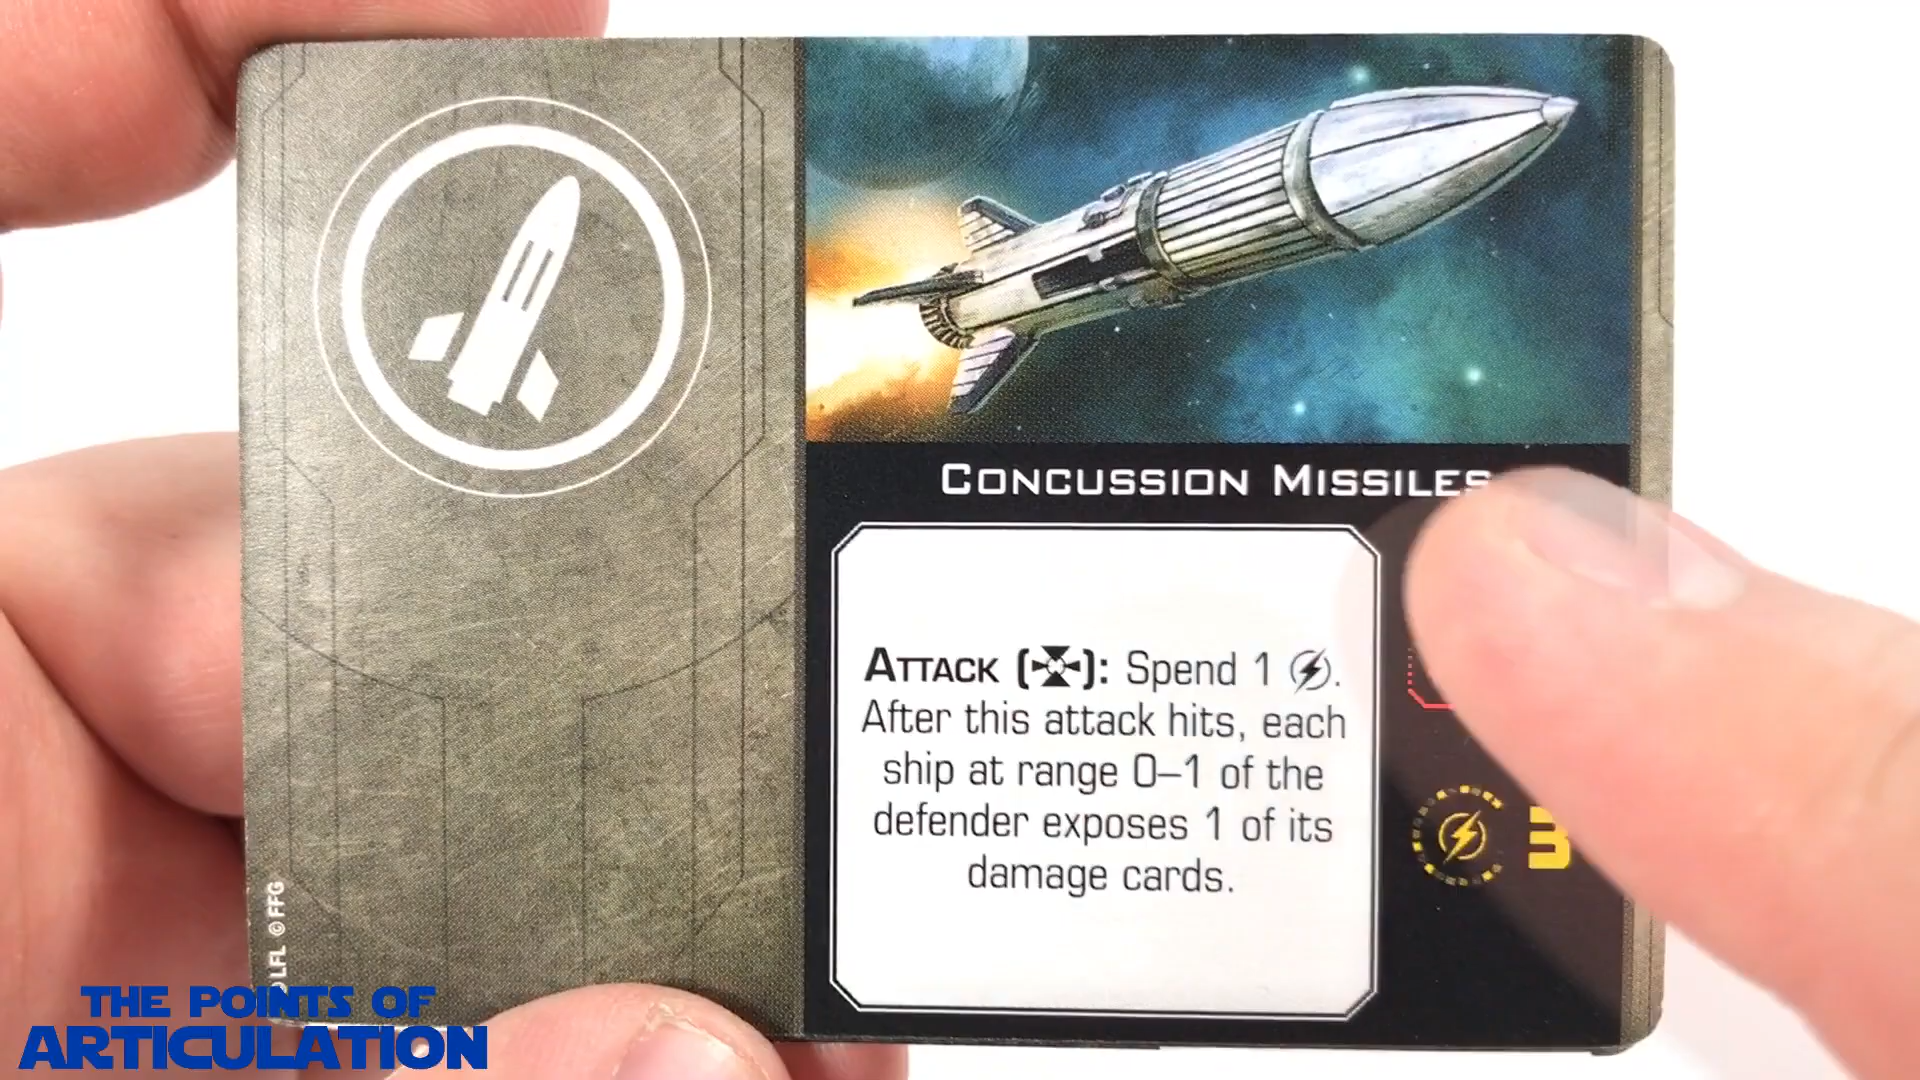 CONCUSSION MISSILES
ATTACK ( ): Spend 1 .
After this attack hits, each
ship at range 0–1 of the
defender exposes 1 of its
damage cards.
3
LFL ©FFG
THE POINTS OF
ARTICULATION